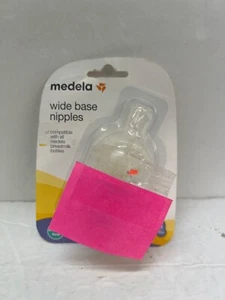 medela
wide base
nipples
compatible
with all
medela
breastmilk
bottles